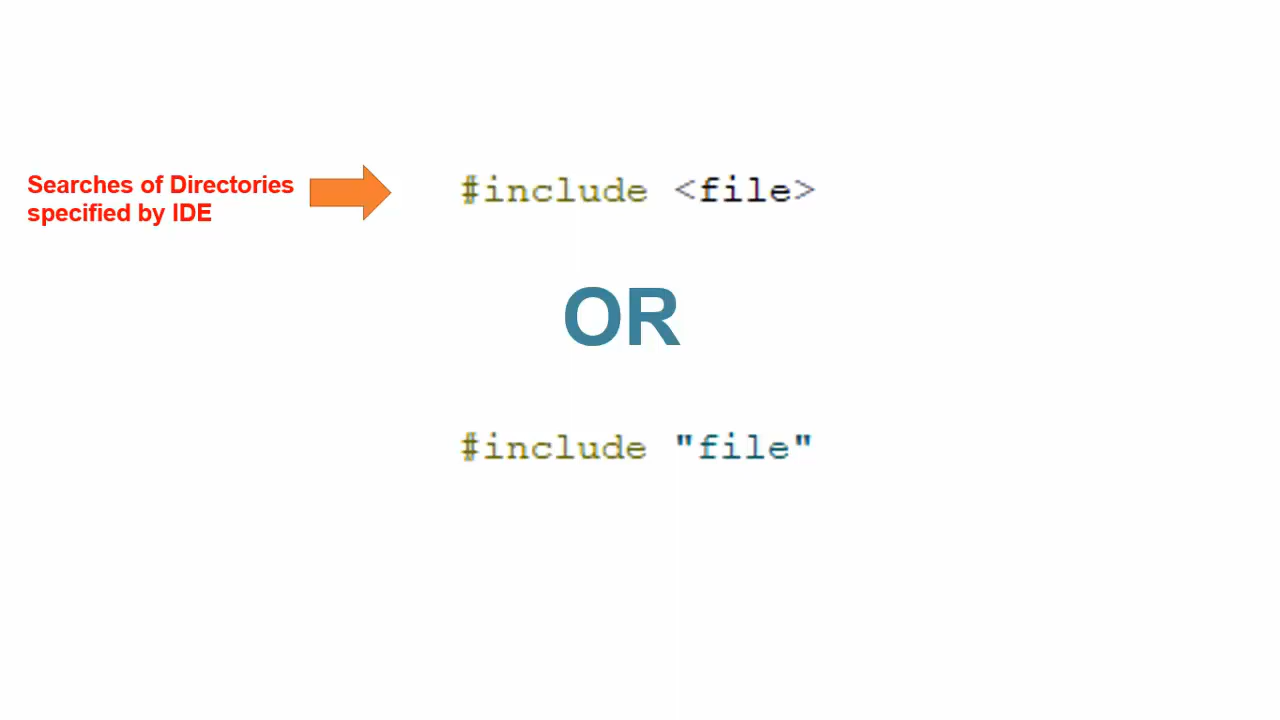 Searches of Directories
specified by IDE
#include <file>
OR
#include "file"